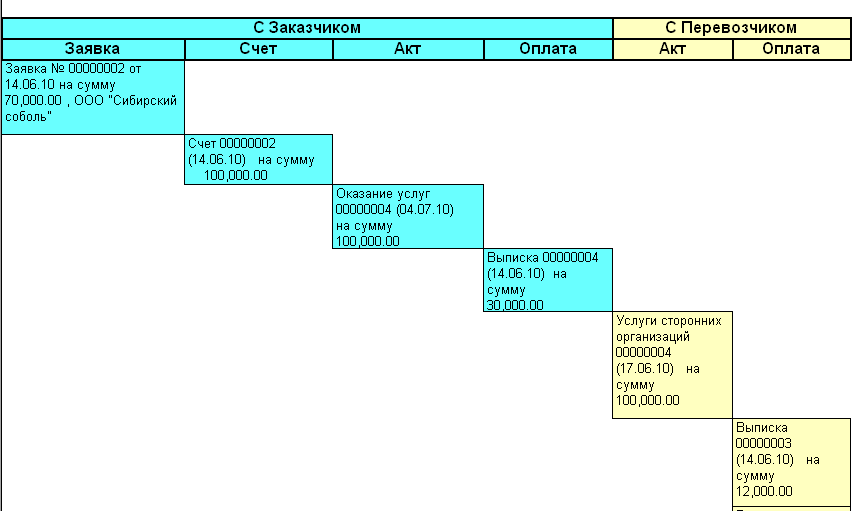 С Заказчиком
С Перевозчиком
Заявка
Счет
Акт
Оплата
Акт
Оплата
Заявка № 00000002 от
14.06.10 на сумму
70,000.00 , ООО "Сибирский
соболь"
Счет 00000002
(14.06.10) на сумму
100,000.00
Оказание услуг
00000004 (04.07.10)
на сумму
100,000.00
Выписка 00000004
(14.06.10) на
сумму
30,000.00
Услуги сторонних
организаций
00000004
(17.06.10) на
сумму
100,000.00
Выписка
00000003
(14.06.10) на
сумму
12,000.00